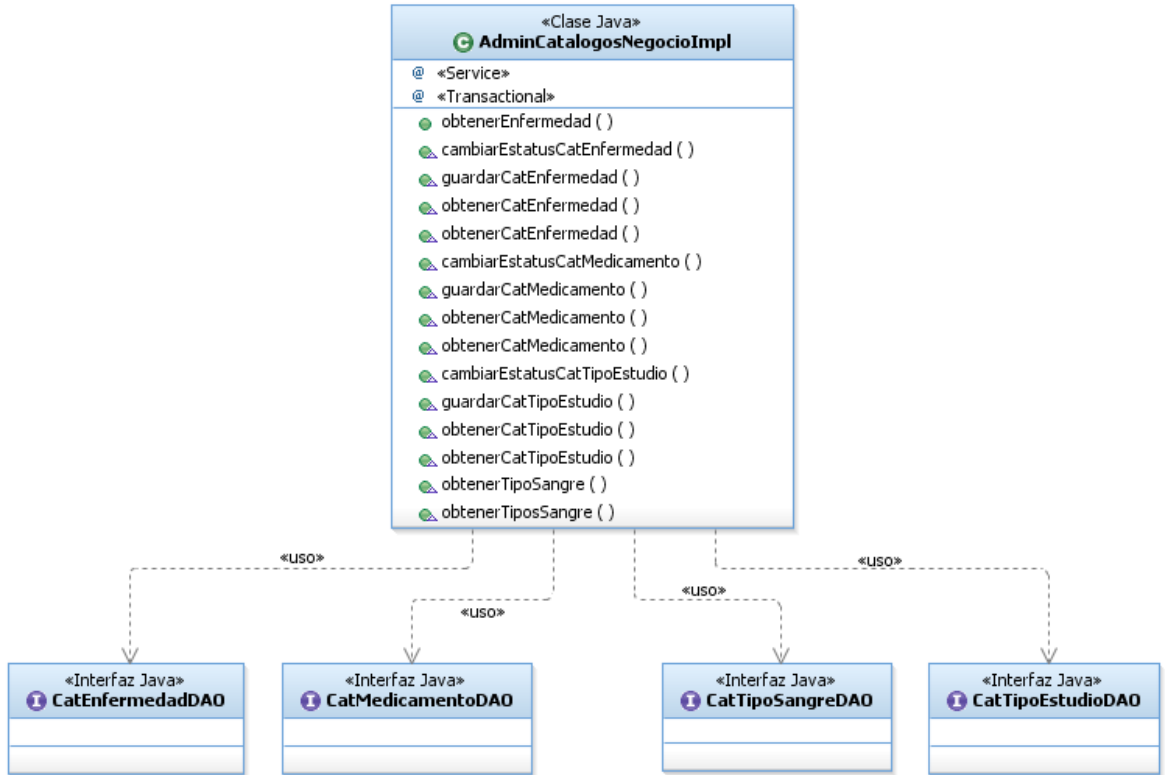 «Clase Java»
AdminCatalogosNegocioImpl
@ «Service»
@ «Transactional»
obtenerEnfermedad ( )
cambiarEstatusCatEnfermedad ( )
guardarCatEnfermedad ( )
obtenerCatEnfermedad ( )
obtenerCatEnfermedad ( )
cambiarEstatusCatMedicamento ( )
guardarCatMedicamento ( )
obtenerCatMedicamento ( )
obtenerCatMedicamento ( )
cambiarEstatusCatTipoEstudio ( )
guardarCatTipoEstudio ( )
obtenerCatTipoEstudio ( )
obtenerCatTipoEstudio ( )
obtenerTipoSangre ( )
obtenerTiposSangre ( )
«uso»
«uso»
«uso»
«uso»
«Interfaz Java»
CatEnfermedadDAO
«Interfaz Java»
CatMedicamentoDAO
«Interfaz Java»
CatTipoSangreDAO
«Interfaz Java»
CatTipoEstudioDAO